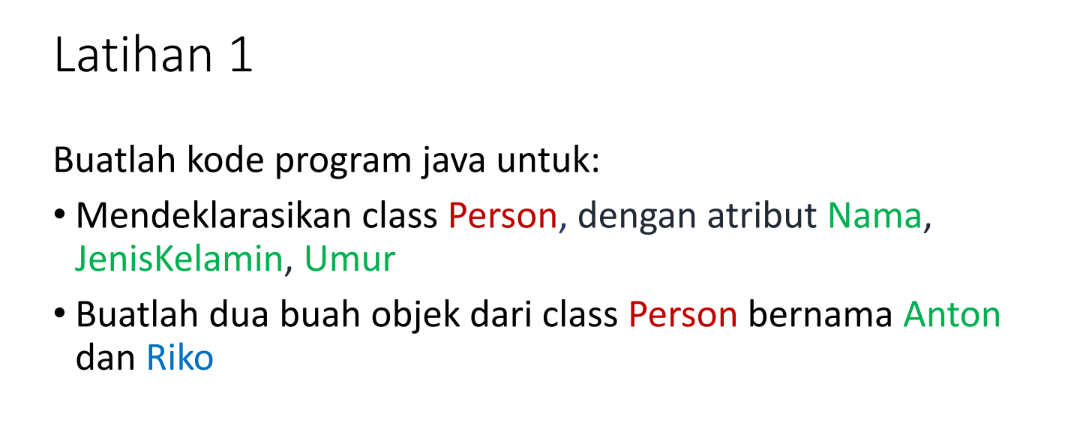 Latihan 1
Buatlah kode program java untuk:
• Mendeklarasikan class Person, dengan atribut Nama,
JenisKelamin, Umur
• Buatlah dua buah objek dari class Person bernama Anton
dan Riko